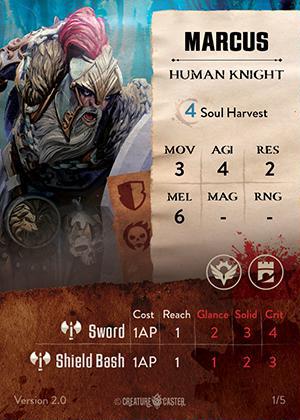 MARCUS
HUMAN KNIGHT
4 Soul Harvest
MOV AGI RES
3 4 2
MEL MAG RNG
6 - -
Cost Reach Glance Solid Crit
Sword 1AP 1 2 3 4
Shield Bash 1AP 1 1 2 3
Version 2.0 © CREATURE CASTER 1/5